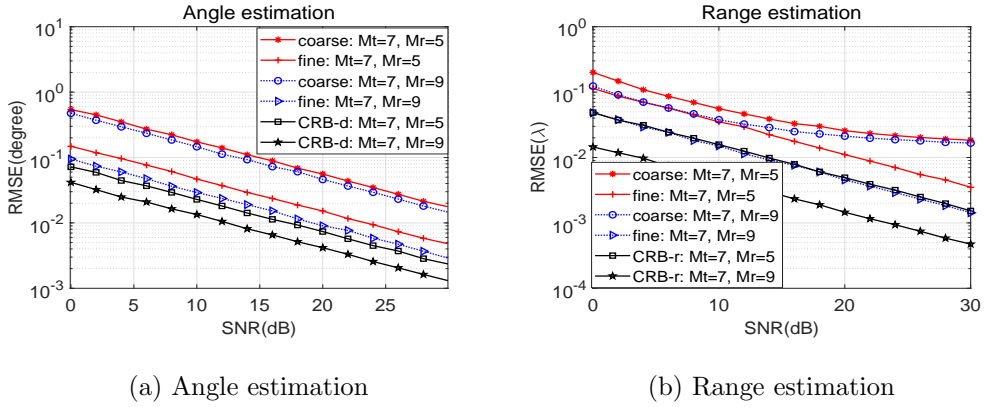 Angle estimation
RMSE(degree)
10^1
10^0
10^-1
10^-2
10^-3
0
5
10
15
20
25
SNR(dB)
coarse: Mt=7, Mr=5
fine: Mt=7, Mr=5
coarse: Mt=7, Mr=9
fine: Mt=7, Mr=9
CRB-d: Mt=7, Mr=5
CRB-d: Mt=7, Mr=9
(a) Angle estimation
Range estimation
RMSE(λ)
10^0
10^-1
10^-2
10^-3
10^-4
0
10
20
30
SNR(dB)
coarse: Mt=7, Mr=5
fine: Mt=7, Mr=5
coarse: Mt=7, Mr=9
fine: Mt=7, Mr=9
CRB-r: Mt=7, Mr=5
CRB-r: Mt=7, Mr=9
(b) Range estimation